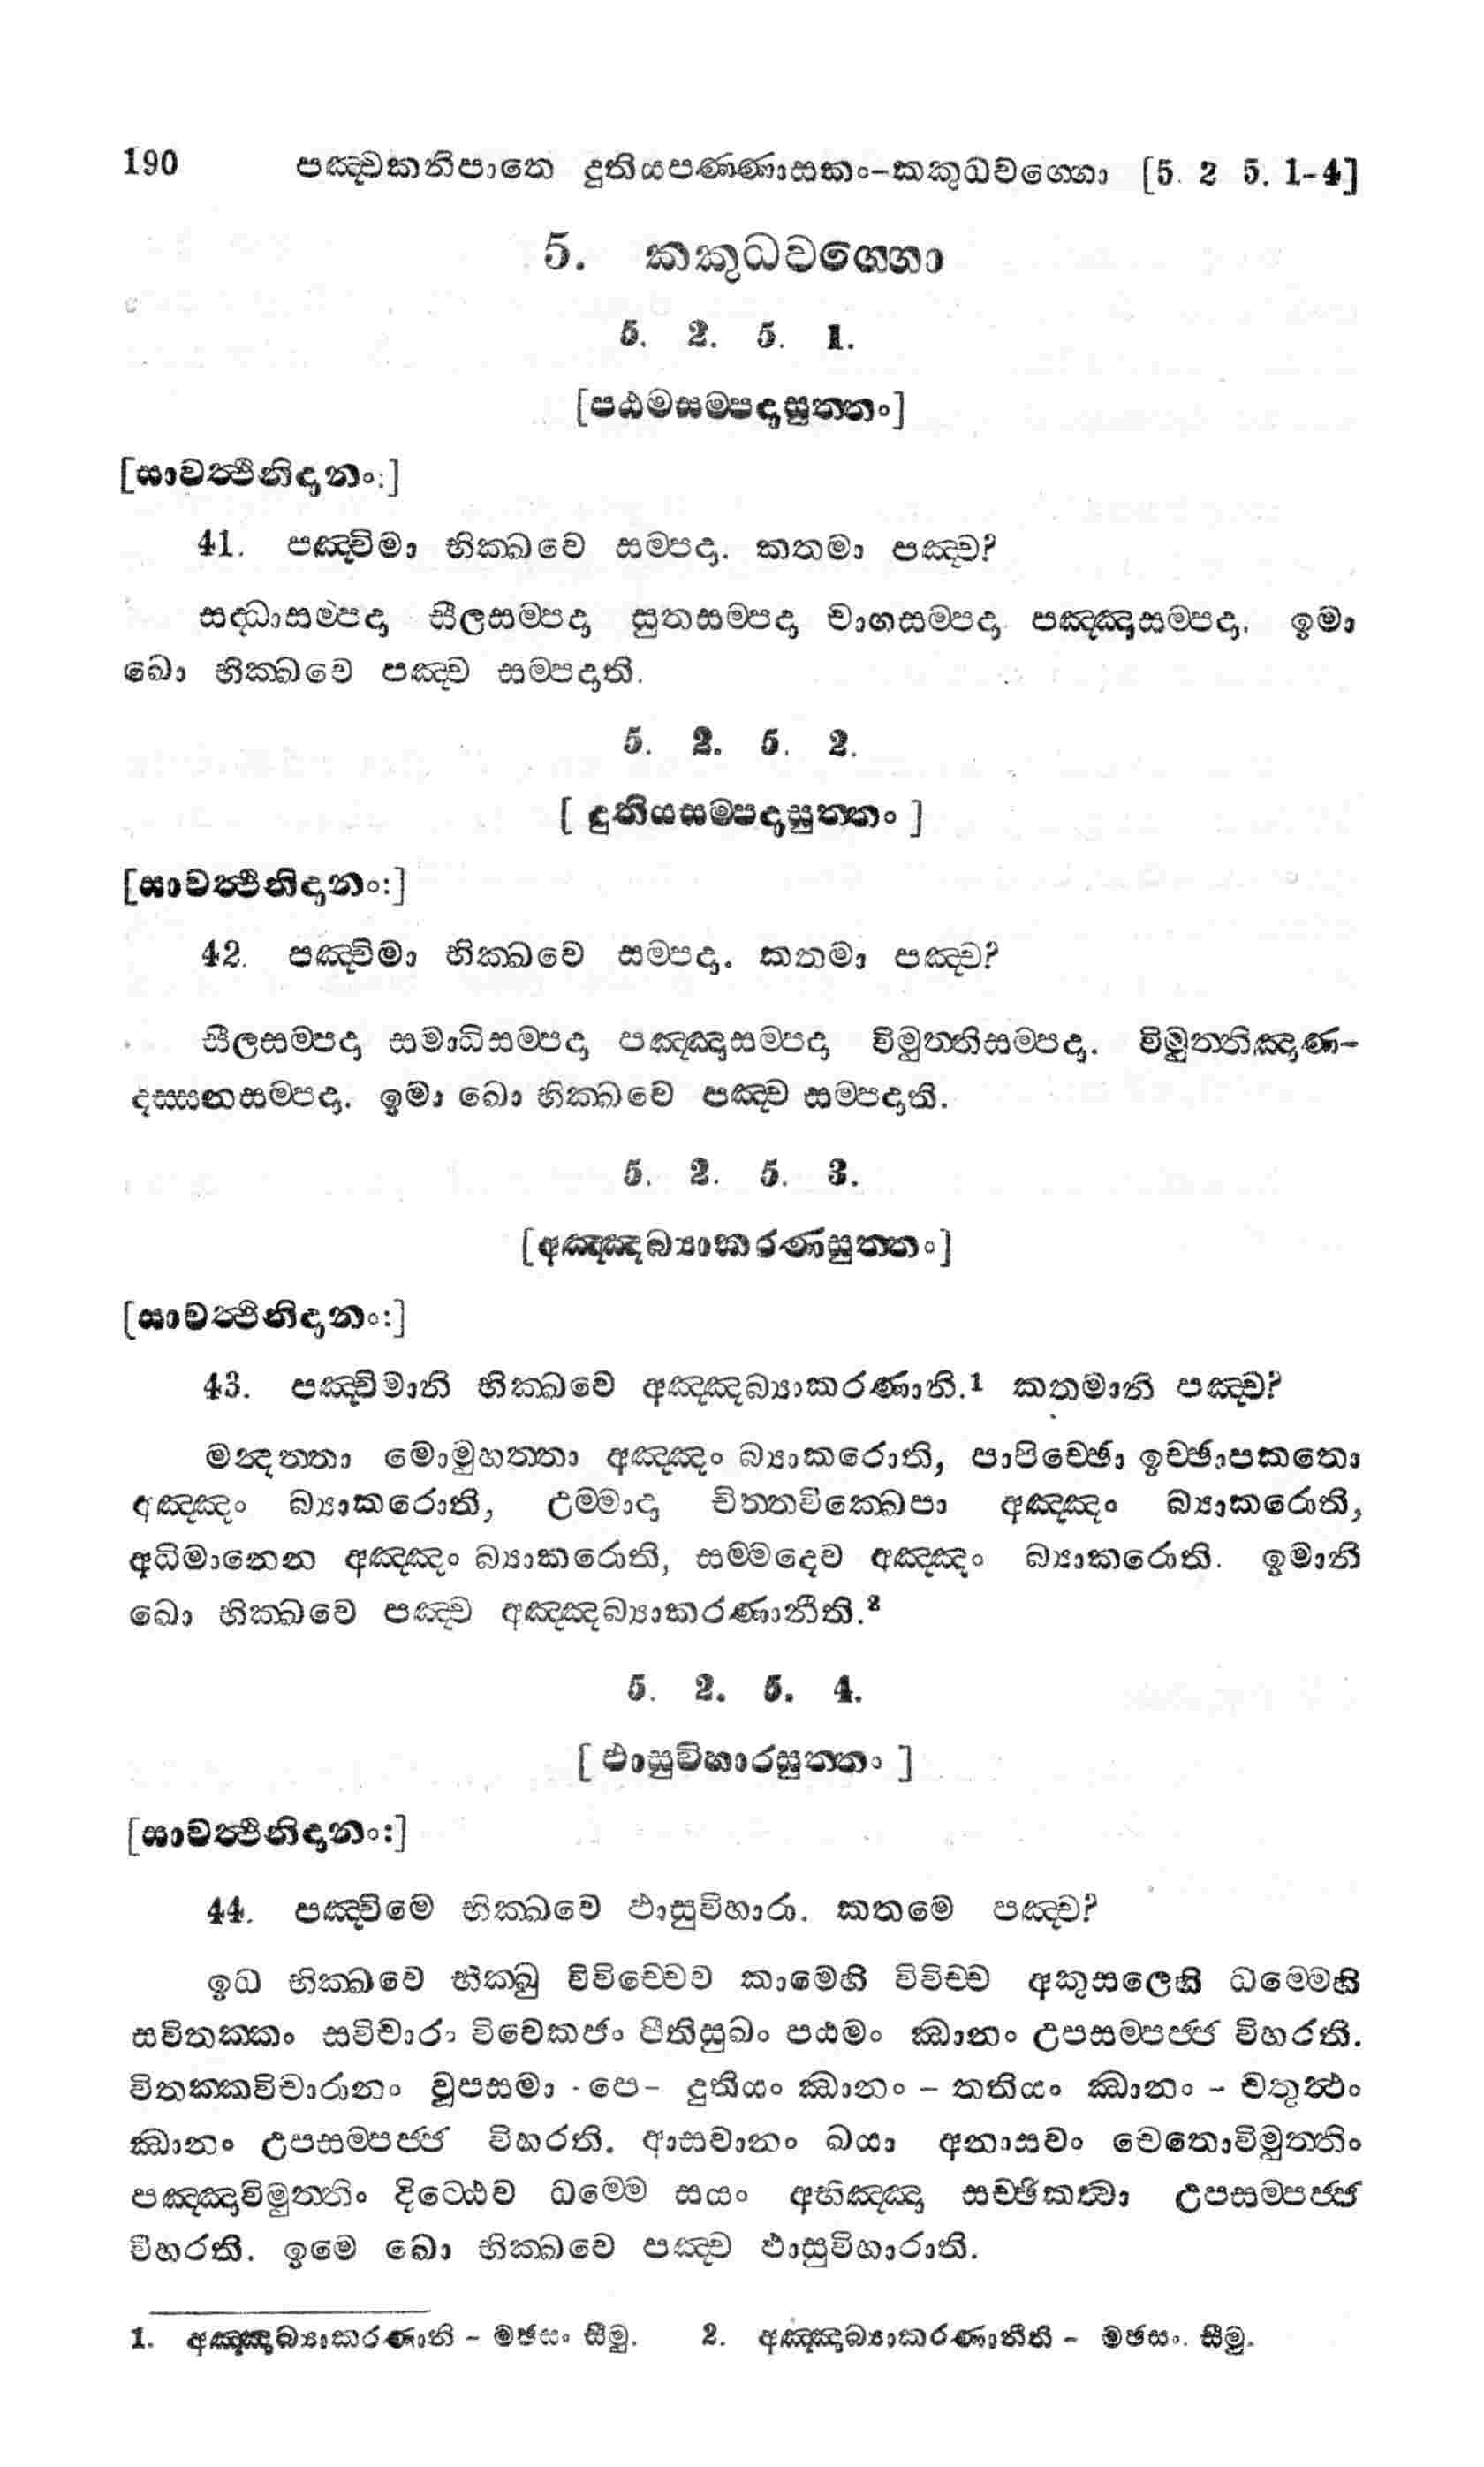 190 පඤ්චකනිපාතෙ දුතියපණ්ණාසකං-කකුධවග්ගො [5. 2 5. 1-4]
5. කකුධවග්ගො
5. 2. 5. 1.
[පඨමසම්පදාසුත්තං]
[සාවත්ථිනිදානං:]
41. පඤ්චිමා භික්ඛවෙ සම්පදා. කතමා පඤ්ච?
සද්ධාසම්පදා සීලසම්පදා සුතසම්පදා චාගසම්පදා පඤ්ඤාසම්පදා. ඉමා
ඛො භික්ඛවෙ පඤ්ච සම්පදාති.
5. 2. 5. 2.
[ දුතියසම්පදාසුත්තං ]
[සාවත්ථිනිදානං:]
42. පඤ්චිමා භික්ඛවෙ සම්පදා. කතමා පඤ්ච?
සීලසම්පදා සමාධිසම්පදා පඤ්ඤාසම්පදා විමුත්තිසම්පදා. විමුත්තිඤාණ-
දස්සනසම්පදා. ඉමා ඛො භික්ඛවෙ පඤ්ච සම්පදාති.
5. 2. 5. 3.
[අඤ්ඤබ්‍යාකරණසුත්තං]
[සාවත්ථිනිදානං:]
43. පඤ්චිමානි භික්ඛවෙ අඤ්ඤබ්‍යාකරණානි.¹ කතමානි පඤ්ච?
මන්දත්තා මොමුහත්තා අඤ්ඤං බ්‍යාකරොති, පාපිච්ඡො ඉච්ඡාපකතො
අඤ්ඤං බ්‍යාකරොති, උම්මාදා චිත්තවික්ඛෙපා අඤ්ඤං බ්‍යාකරොති,
අධිමානෙන අඤ්ඤං බ්‍යාකරොති, සම්මදෙව අඤ්ඤං බ්‍යාකරොති. ඉමානි
ඛො භික්ඛවෙ පඤ්ච අඤ්ඤබ්‍යාකරණානීති.²
5. 2. 5. 4.
[ ඵාසුවිහාරසුත්තං ]
[සාවත්ථිනිදානං:]
44. පඤ්චිමෙ භික්ඛවෙ ඵාසුවිහාරා. කතමෙ පඤ්ච?
ඉධ භික්ඛවෙ භික්ඛු විවිච්චෙව කාමෙහි විවිච්ච අකුසලෙහි ධම්මෙහි
සවිතක්කං සවිචාරං විවෙකජං පීතිසුඛං පඨමං ඣානං උපසම්පජ්ජ විහරති.
විතක්කවිචාරානං වූපසමා -පෙ- දුතියං ඣානං - තතියං ඣානං - චතුත්ථං
ඣානං උපසම්පජ්ජ විහරති. ආසවානං ඛයා අනාසවං චෙතොවිමුත්තිං
පඤ්ඤාවිමුත්තිං දිට්ඨෙව ධම්මෙ සයං අභිඤ්ඤා සච්ඡිකත්වා උපසම්පජ්ජ
විහරති. ඉමෙ ඛො භික්ඛවෙ පඤ්ච ඵාසුවිහාරාති.
1. අඤ්ඤාබ්‍යාකරණානි - මඡසං සීමු. 2. අඤ්ඤාබ්‍යාකරණානීති - මඡසං. සීමු.